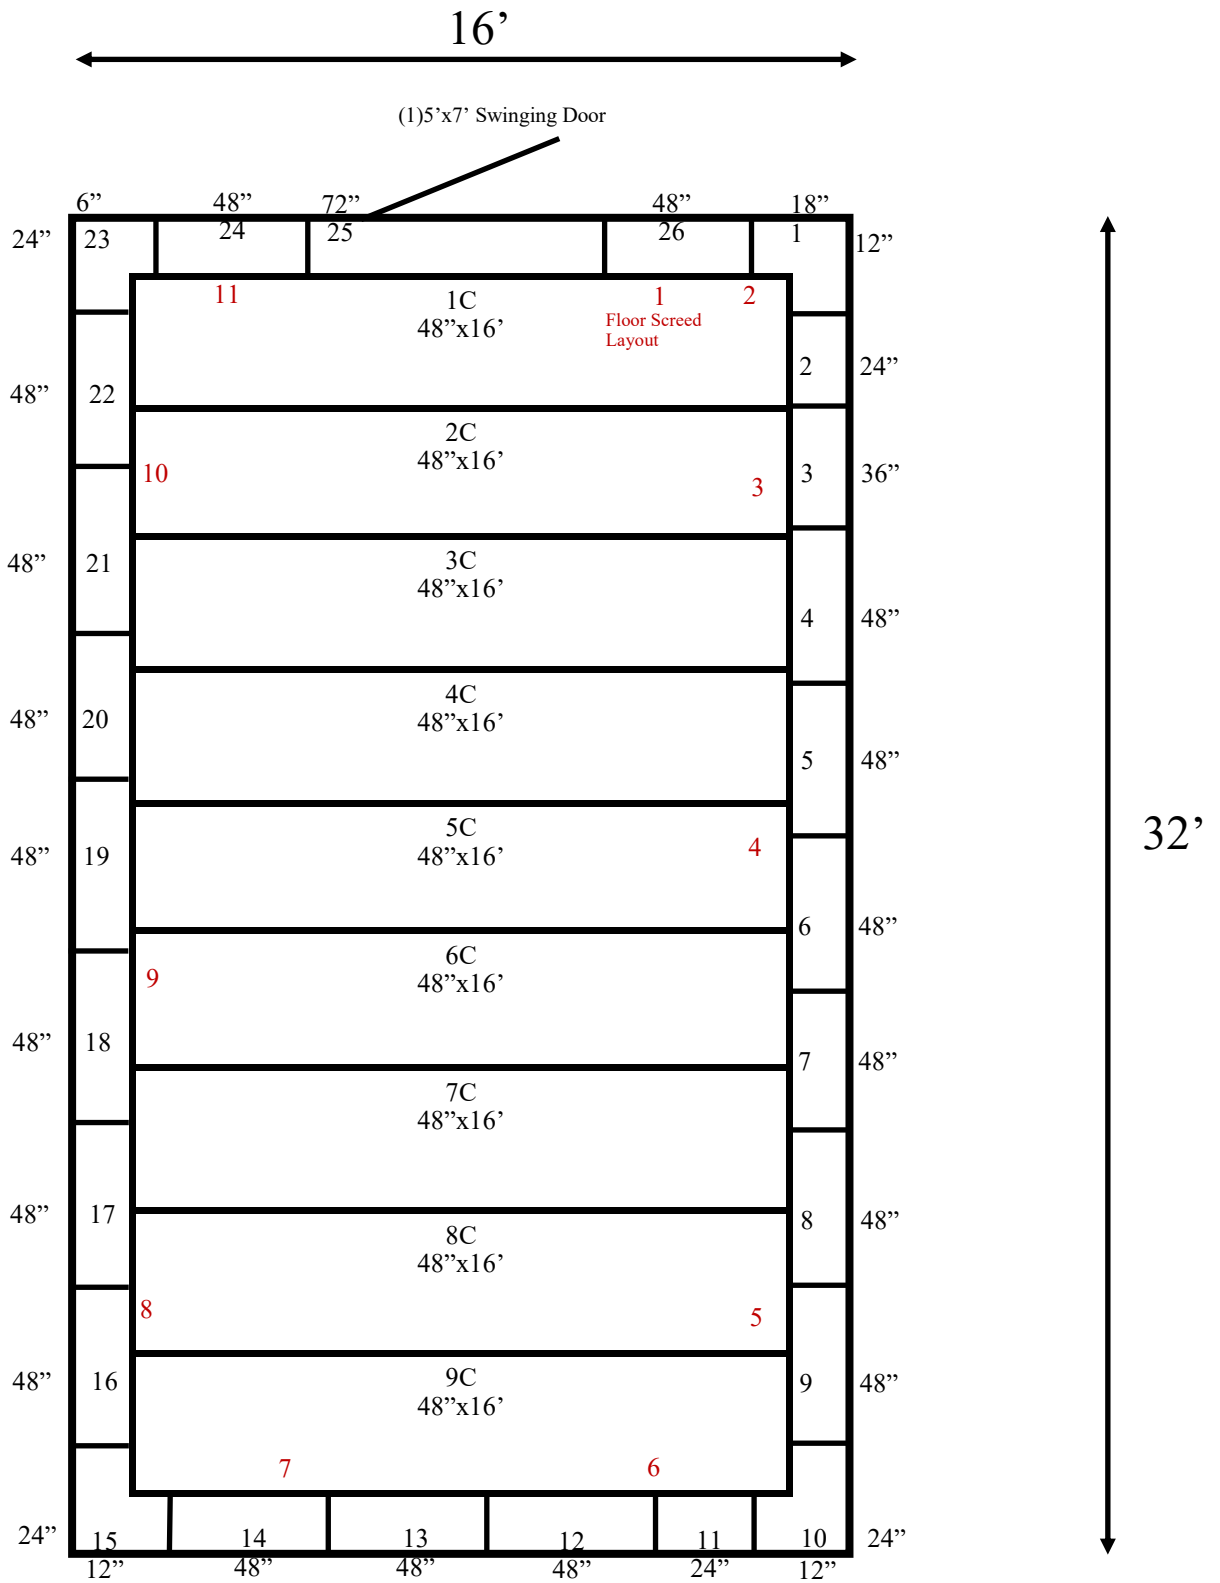 16’
(1)5’x7’ Swinging Door
6” 48” 72” 48” 18”
24” 23 24 25 26 1 12”
11 1C 1 2
48”x16’ Floor Screed
Layout
2 24”
48” 22
2C
48”x16’
10 3 3 36”
48” 21 3C
48”x16’
4 48”
48” 20 4C
48”x16’
5 48”
32’
48” 19 5C 4
48”x16’
6 48”
9 6C
48”x16’
48” 18 7 48”
7C
48”x16’
48” 17 8 48”
8C
48”x16’
8 5
48” 16 9C 9 48”
48”x16’
7 6
24” 15 14 13 12 11 10 24”
12” 48” 48” 48” 24” 12”